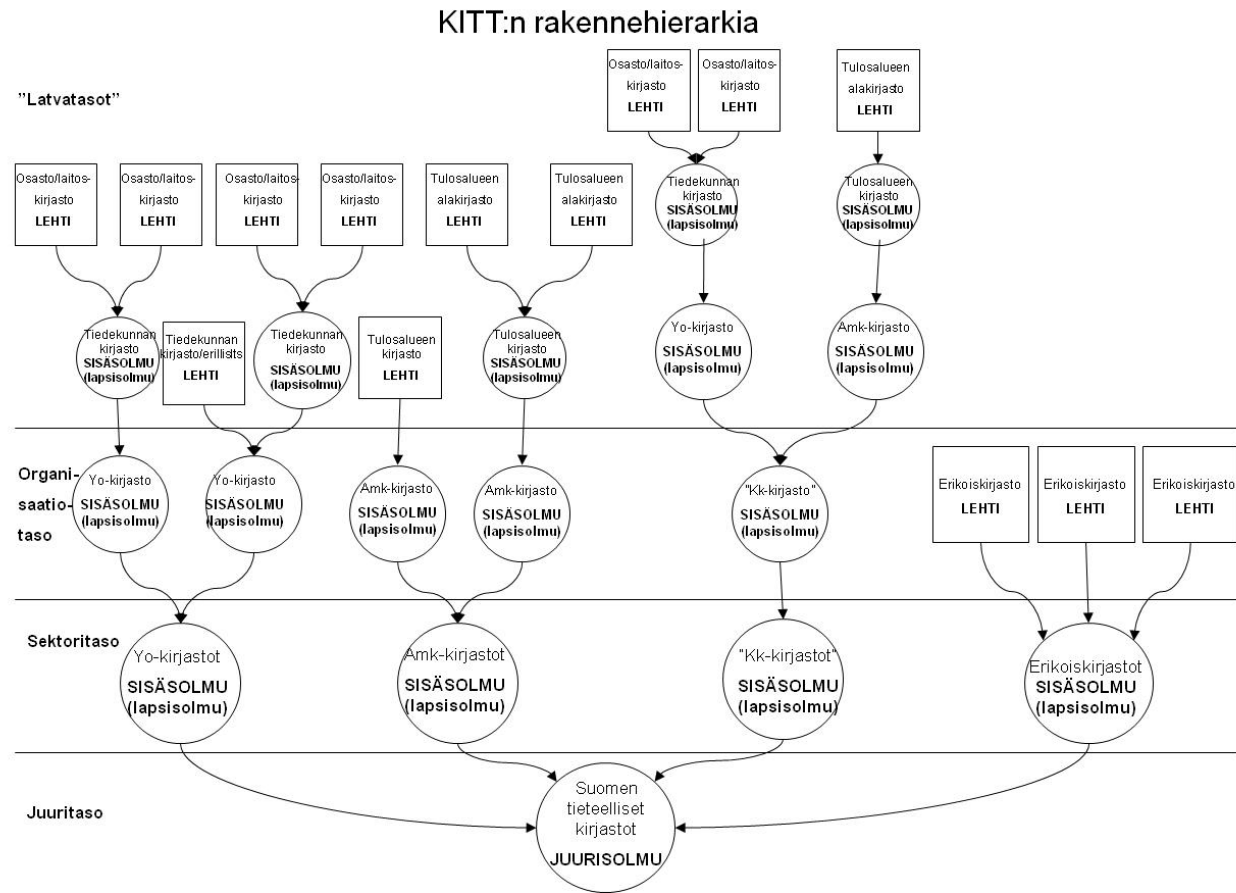 KITT:n rakennehierarkia
"Latvatasot"
Osasto/laitos-
kirjasto
LEHTI
Osasto/laitos-
kirjasto
LEHTI
Tulosalueen
alakirjasto
LEHTI
Osasto/laitos-
kirjasto
LEHTI
Osasto/laitos-
kirjasto
LEHTI
Osasto/laitos-
kirjasto
LEHTI
Osasto/laitos-
kirjasto
LEHTI
Tulosalueen
alakirjasto
LEHTI
Tulosalueen
alakirjasto
LEHTI
Tiedekunnan
kirjasto
SISÄSOLMU
(lapsisolmu)
Tulosalueen
kirjasto
SISÄSOLMU
(lapsisolmu)
Tiedekunnan
kirjasto
SISÄSOLMU
(lapsisolmu)
Tiedekunnan
kirjasto/erillislts
LEHTI
Tiedekunnan
kirjasto
SISÄSOLMU
(lapsisolmu)
Tulosalueen
kirjasto
LEHTI
Tulosalueen
kirjasto
SISÄSOLMU
(lapsisolmu)
Yo-kirjasto
SISÄSOLMU
(lapsisolmu)
Amk-kirjasto
SISÄSOLMU
(lapsisolmu)
Organi-
saatio-
taso
Yo-kirjasto
SISÄSOLMU
(lapsisolmu)
Yo-kirjasto
SISÄSOLMU
(lapsisolmu)
Amk-kirjasto
SISÄSOLMU
(lapsisolmu)
Amk-kirjasto
SISÄSOLMU
(lapsisolmu)
"Kk-kirjasto"
SISÄSOLMU
(lapsisolmu)
Erikoiskirjasto
LEHTI
Erikoiskirjasto
LEHTI
Erikoiskirjasto
LEHTI
Sektoritaso
Yo-kirjastot
SISÄSOLMU
(lapsisolmu)
Amk-kirjastot
SISÄSOLMU
(lapsisolmu)
"Kk-kirjastot"
SISÄSOLMU
(lapsisolmu)
Erikoiskirjastot
SISÄSOLMU
(lapsisolmu)
Juuritaso
Suomen
tieteelliset
kirjastot
JUURISOLMU